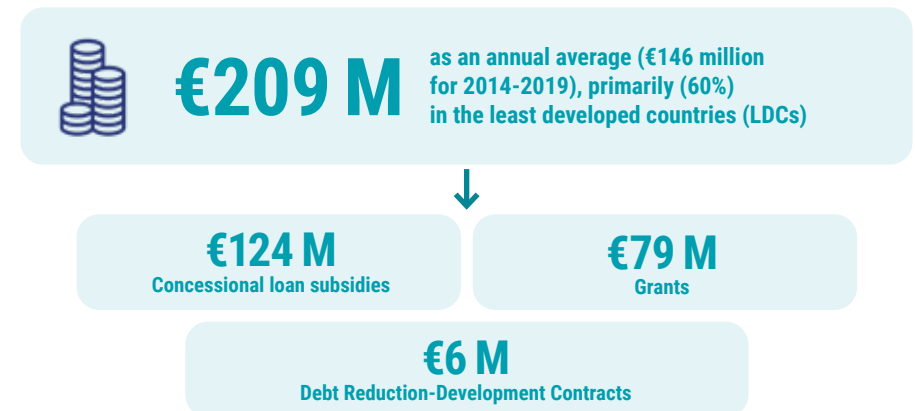 €209 M
as an annual average (€146 million
for 2014-2019), primarily (60%)
in the least developed countries (LDCs)
€124 M
Concessional loan subsidies
€79 M
Grants
€6 M
Debt Reduction-Development Contracts